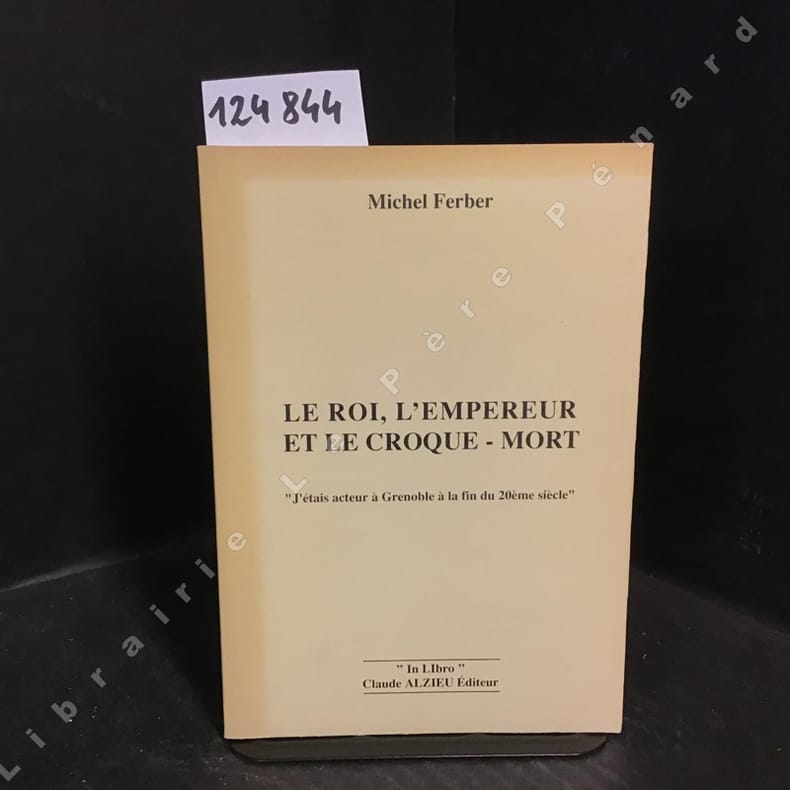 124 844
Michel Ferber
LE ROI, L'EMPEREUR
ET LE CROQUE - MORT
"J'étais acteur à Grenoble à la fin du 20ème siècle"
" In LIbro "
Claude ALZIEU Éditeur
Librairie Le Père Pénard